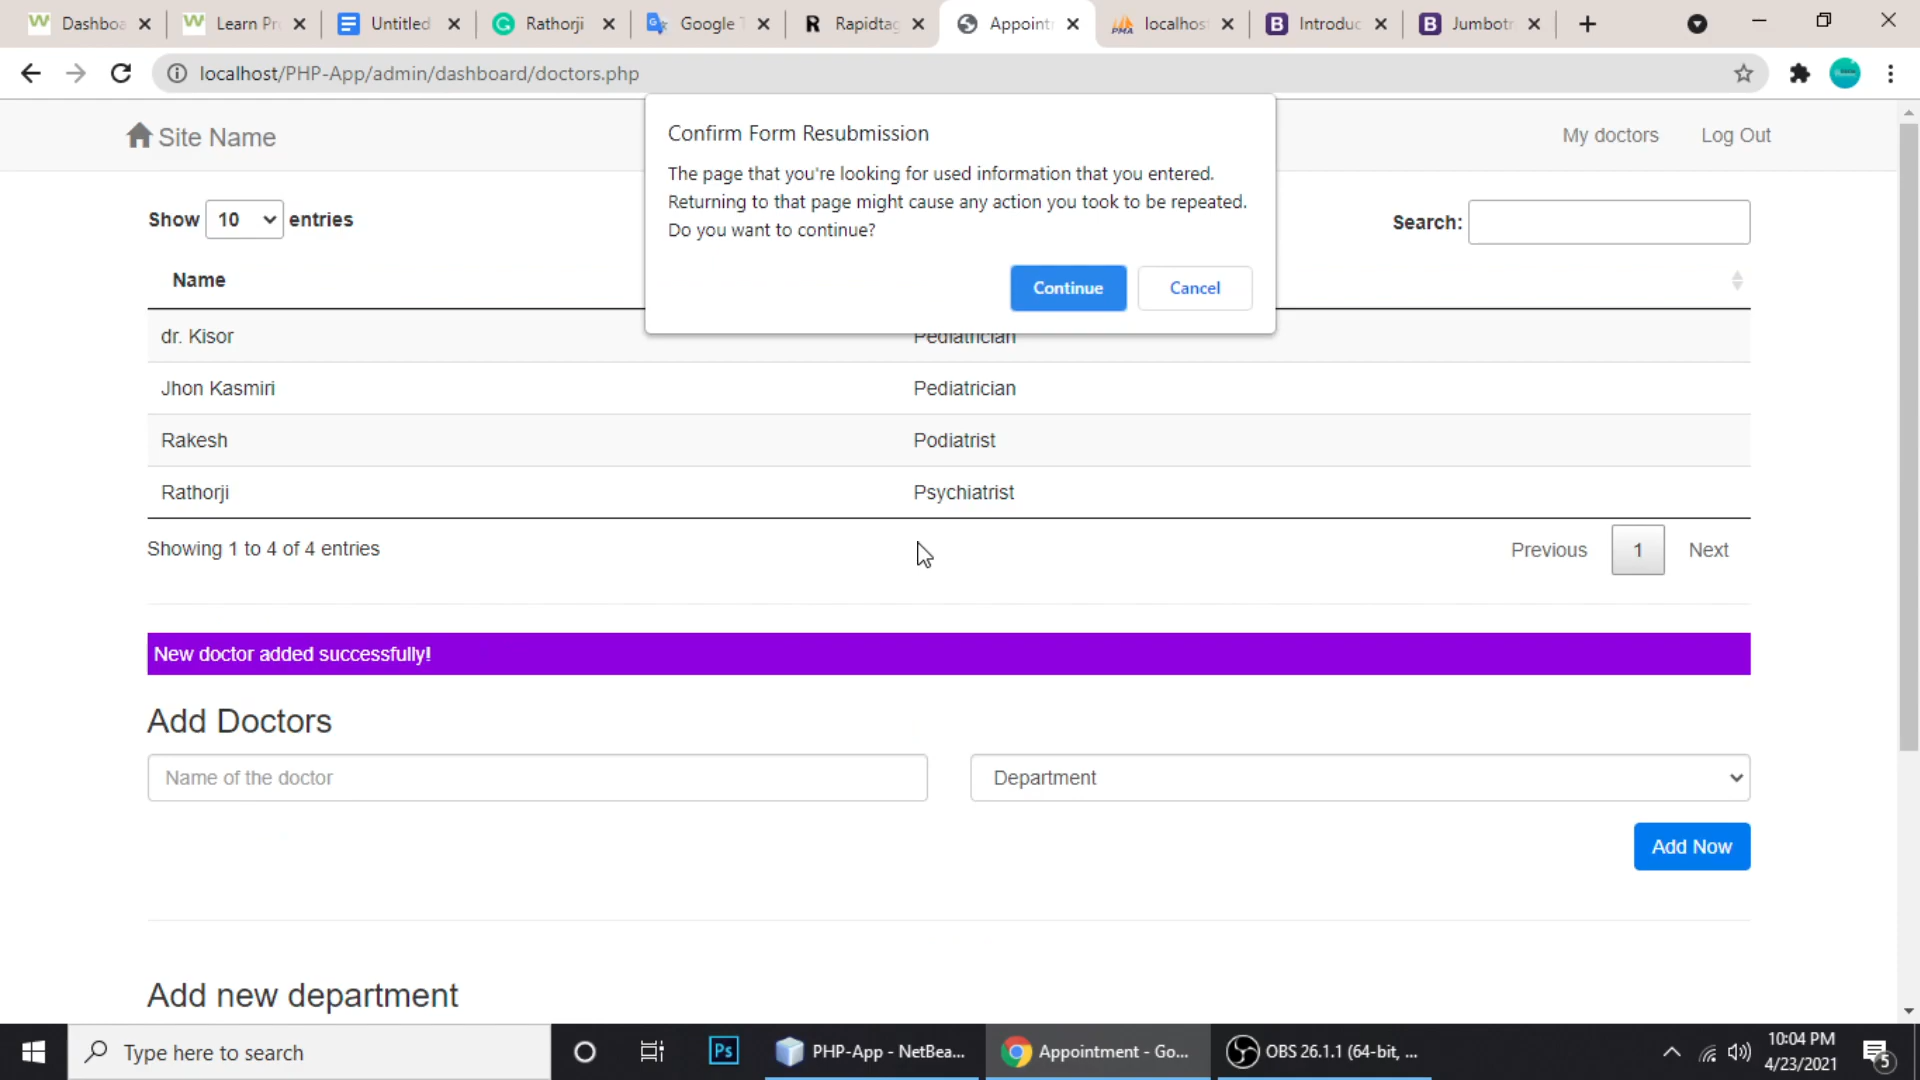 Dashboa
Learn Pr
Untitled
Rathorji
Google T
Rapidtag
Appoint
localhos
Introduc
Jumbotr
localhost/PHP-App/admin/dashboard/doctors.php
Site Name
My doctors
Log Out
Confirm Form Resubmission
The page that you're looking for used information that you entered.
Returning to that page might cause any action you took to be repeated.
Do you want to continue?
Continue
Cancel
Show 10 entries
Search:
Name
dr. Kisor Pediatrician
Jhon Kasmiri Pediatrician
Rakesh Podiatrist
Rathorji Psychiatrist
Showing 1 to 4 of 4 entries
Previous 1 Next
New doctor added successfully!
Add Doctors
Name of the doctor
Department
Add Now
Add new department
Type here to search
Ps
PHP-App - NetBea...
Appointment - Go...
OBS 26.1.1 (64-bit, ...
10:04 PM
4/23/2021
5